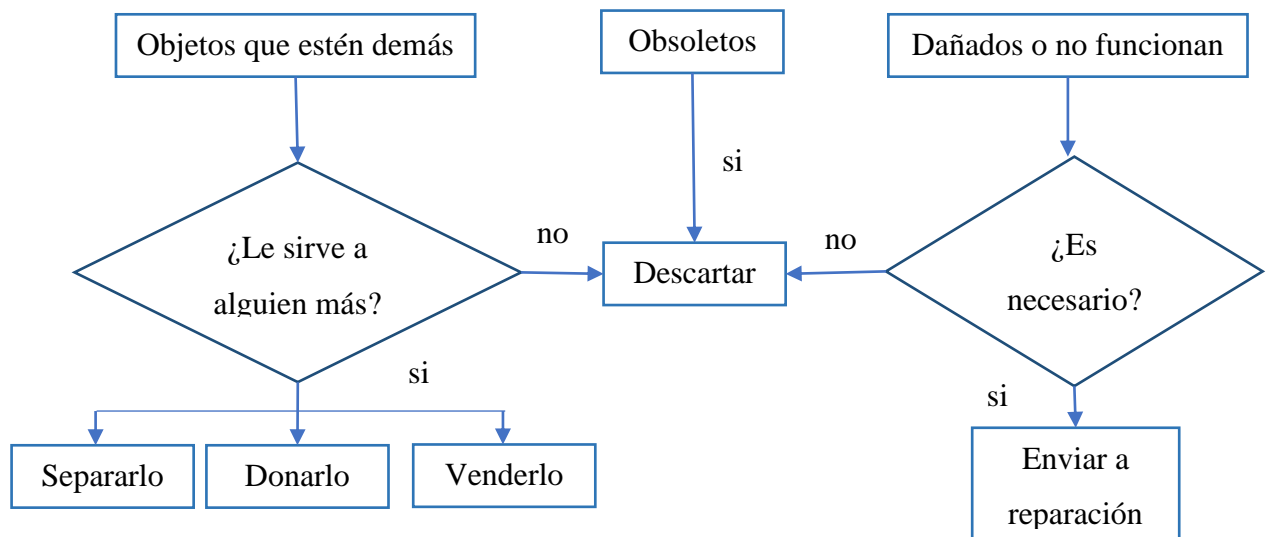 Objetos que estén demás
Obsoletos
Dañados o no funcionan
si
¿Le sirve a
alguien más?
no
Descartar
no
¿Es
necesario?
si
si
Separarlo
Donarlo
Venderlo
Enviar a
reparación